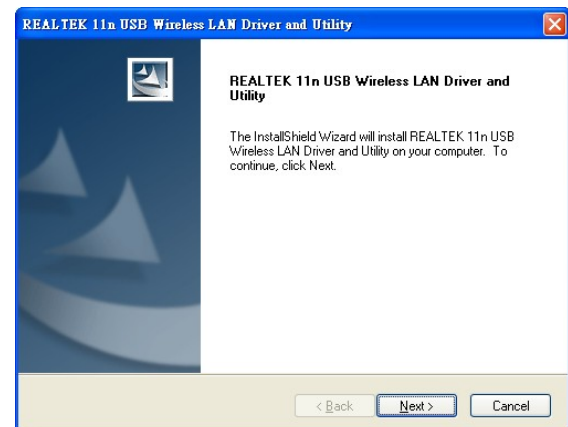 REALTEK 11n USB Wireless LAN Driver and Utility
REALTEK 11n USB Wireless LAN Driver and
Utility
The InstallShield Wizard will install REALTEK 11n USB
Wireless LAN Driver and Utility on your computer. To
continue, click Next.
< Back
Next >
Cancel